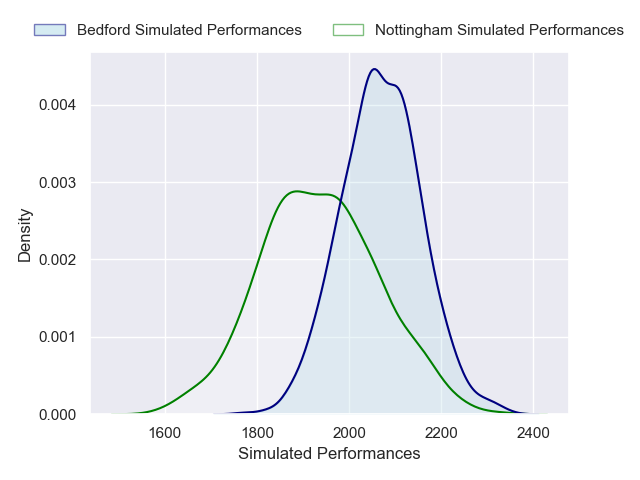 Bedford Simulated Performances
Nottingham Simulated Performances
Density
0.004
0.003
0.002
0.001
0.000
1600
1800
2000
2200
2400
Simulated Performances